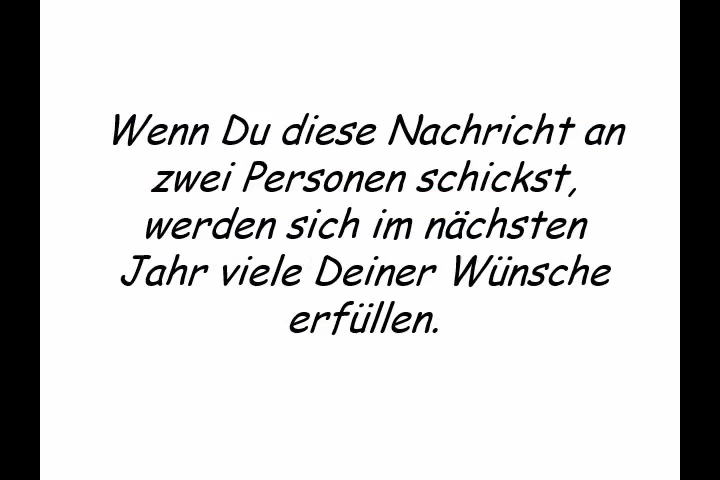 Wenn Du diese Nachricht an
zwei Personen schickst,
werden sich im nächsten
Jahr viele Deiner Wünsche
erfüllen.